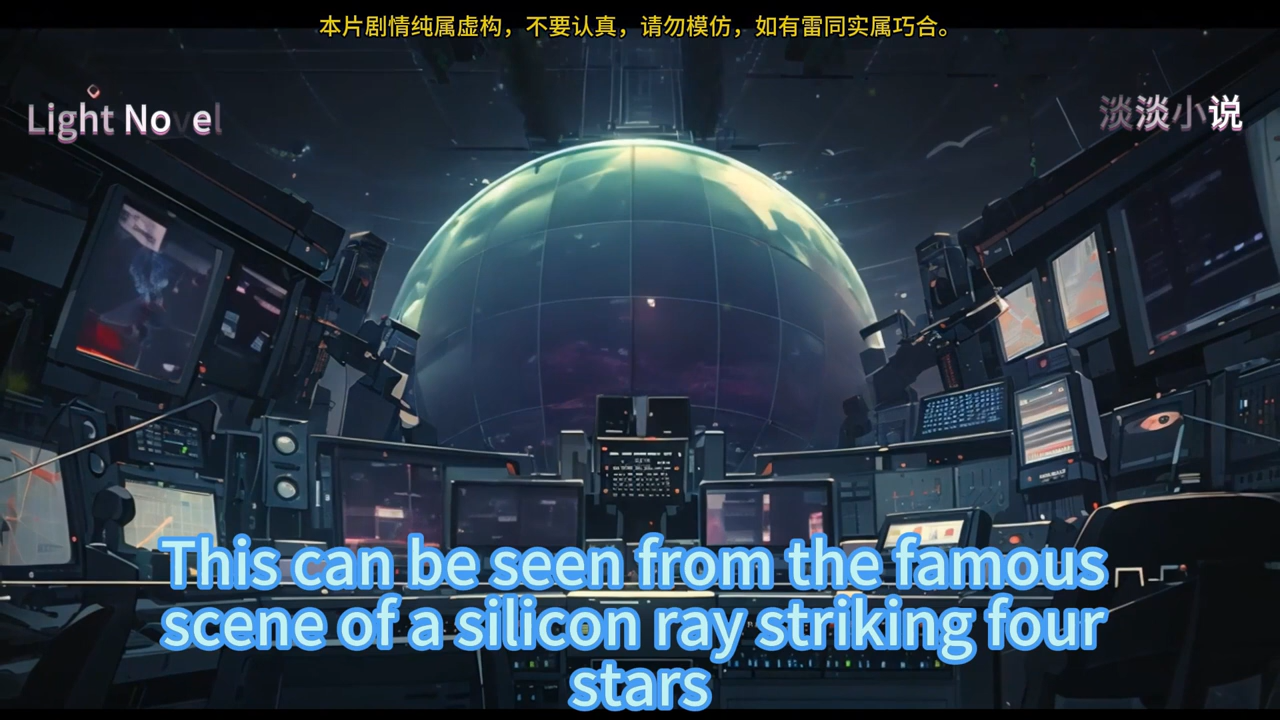 本片剧情纯属虚构，不要认真，请勿模仿，如有雷同实属巧合。
Light Novel
淡淡小说
This can be seen from the famous
scene of a silicon ray striking four
stars